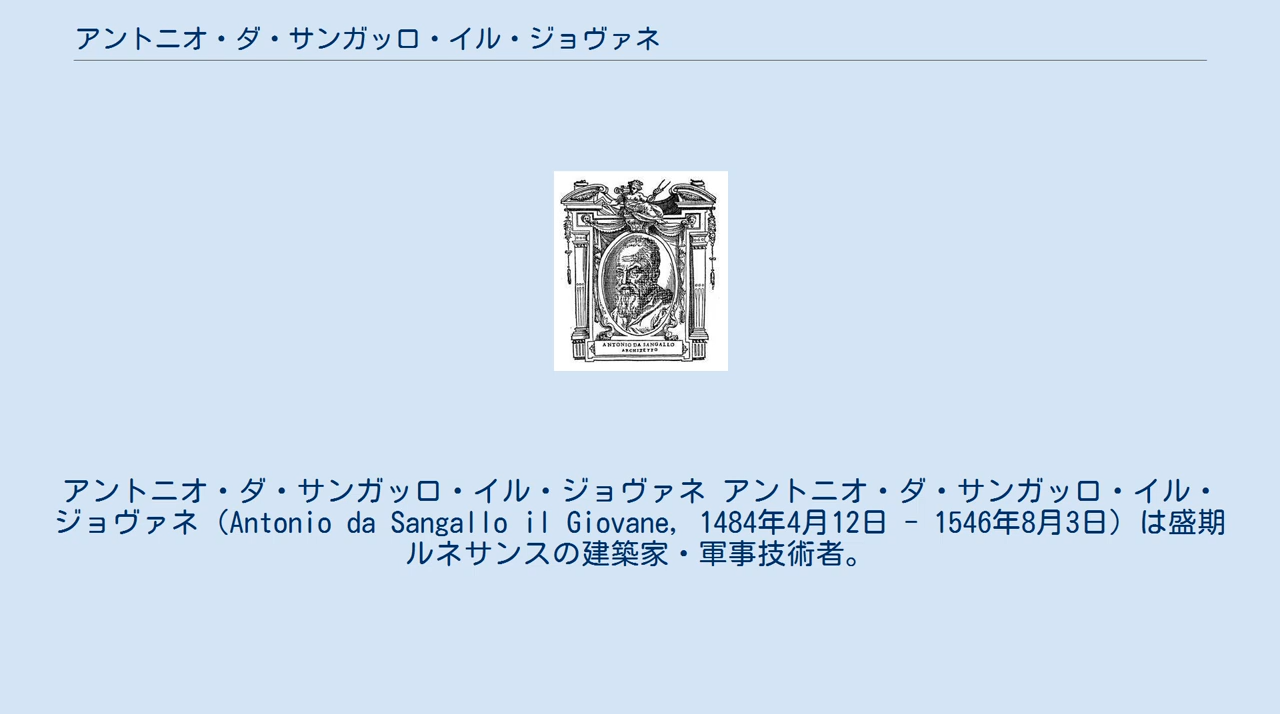 アントニオ・ダ・サンガッロ・イル・ジョヴァネ
ANTONIO DA SANGALLO
ARCHITETTO
アントニオ・ダ・サンガッロ・イル・ジョヴァネ アントニオ・ダ・サンガッロ・イル・
ジョヴァネ（Antonio da Sangallo il Giovane, 1484年4月12日 - 1546年8月3日）は盛期
ルネサンスの建築家・軍事技術者。